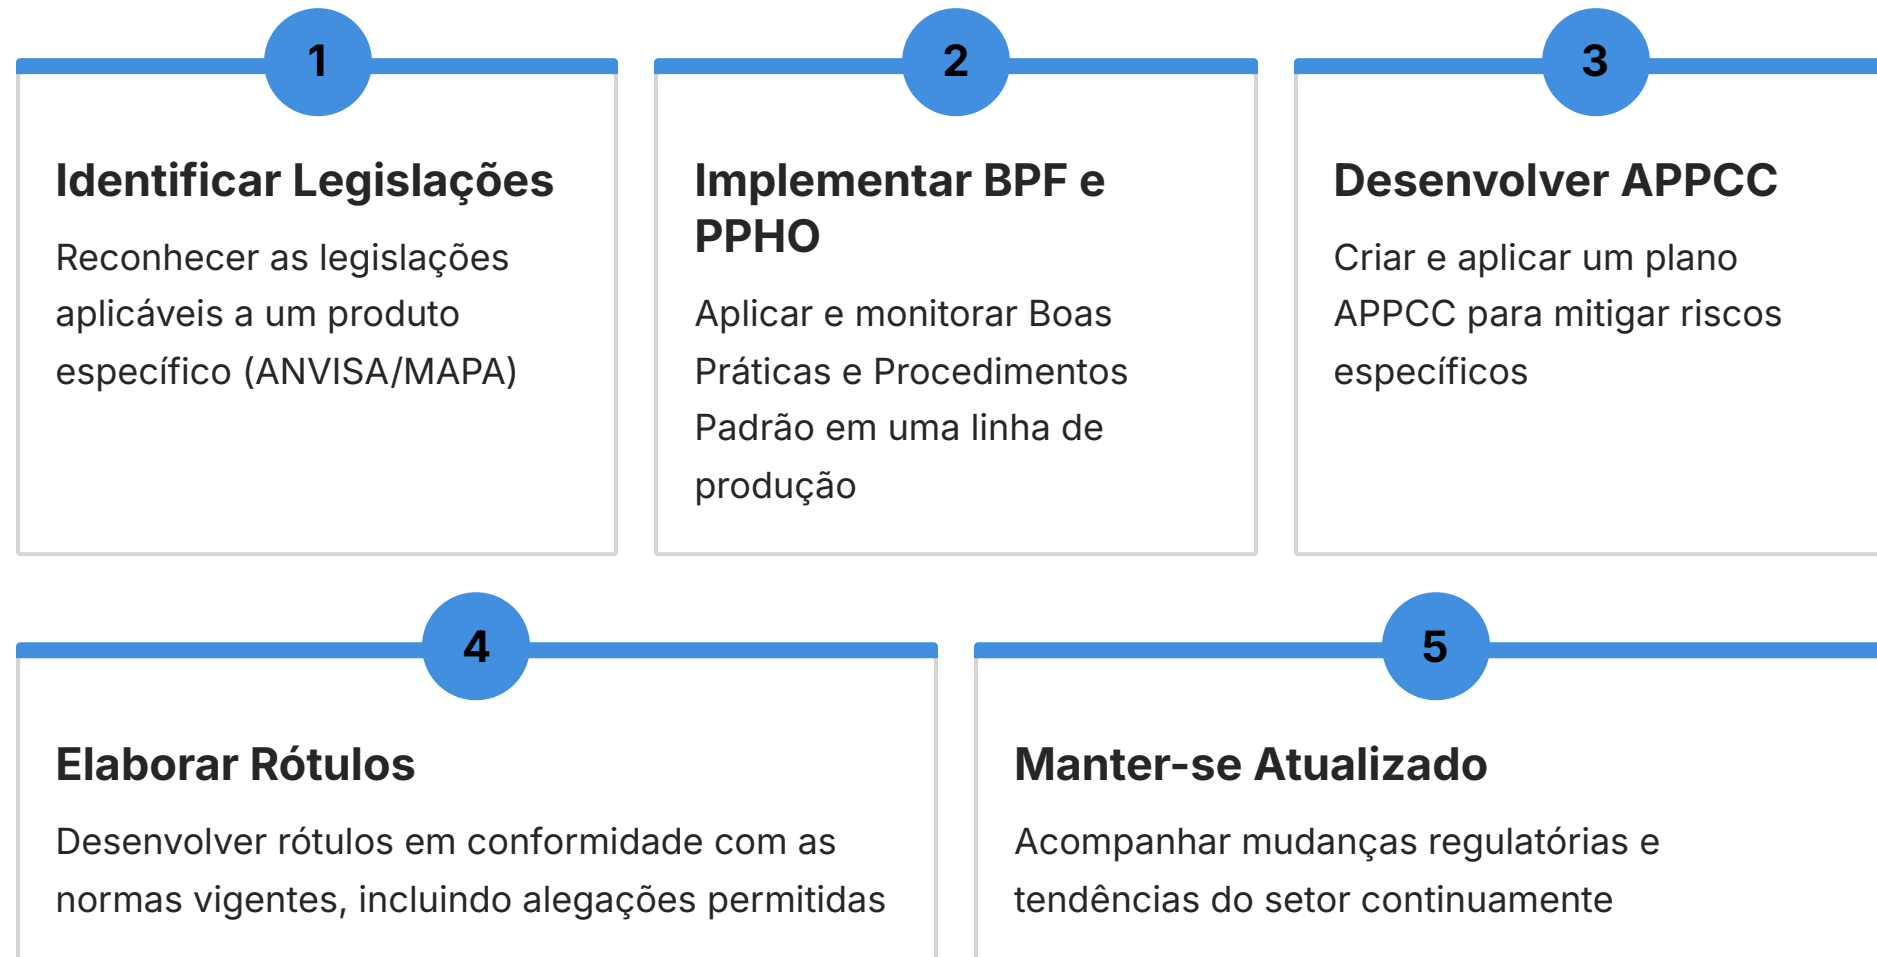 1
Identificar Legislações
Reconhecer as legislações
aplicáveis a um produto
específico (ANVISA/MAPA)
2
Implementar BPF e
PPHO
Aplicar e monitorar Boas
Práticas e Procedimentos
Padrão em uma linha de
produção
3
Desenvolver APPCC
Criar e aplicar um plano
APPCC para mitigar riscos
específicos
4
Elaborar Rótulos
Desenvolver rótulos em conformidade com as
normas vigentes, incluindo alegações permitidas
5
Manter-se Atualizado
Acompanhar mudanças regulatórias e
tendências do setor continuamente